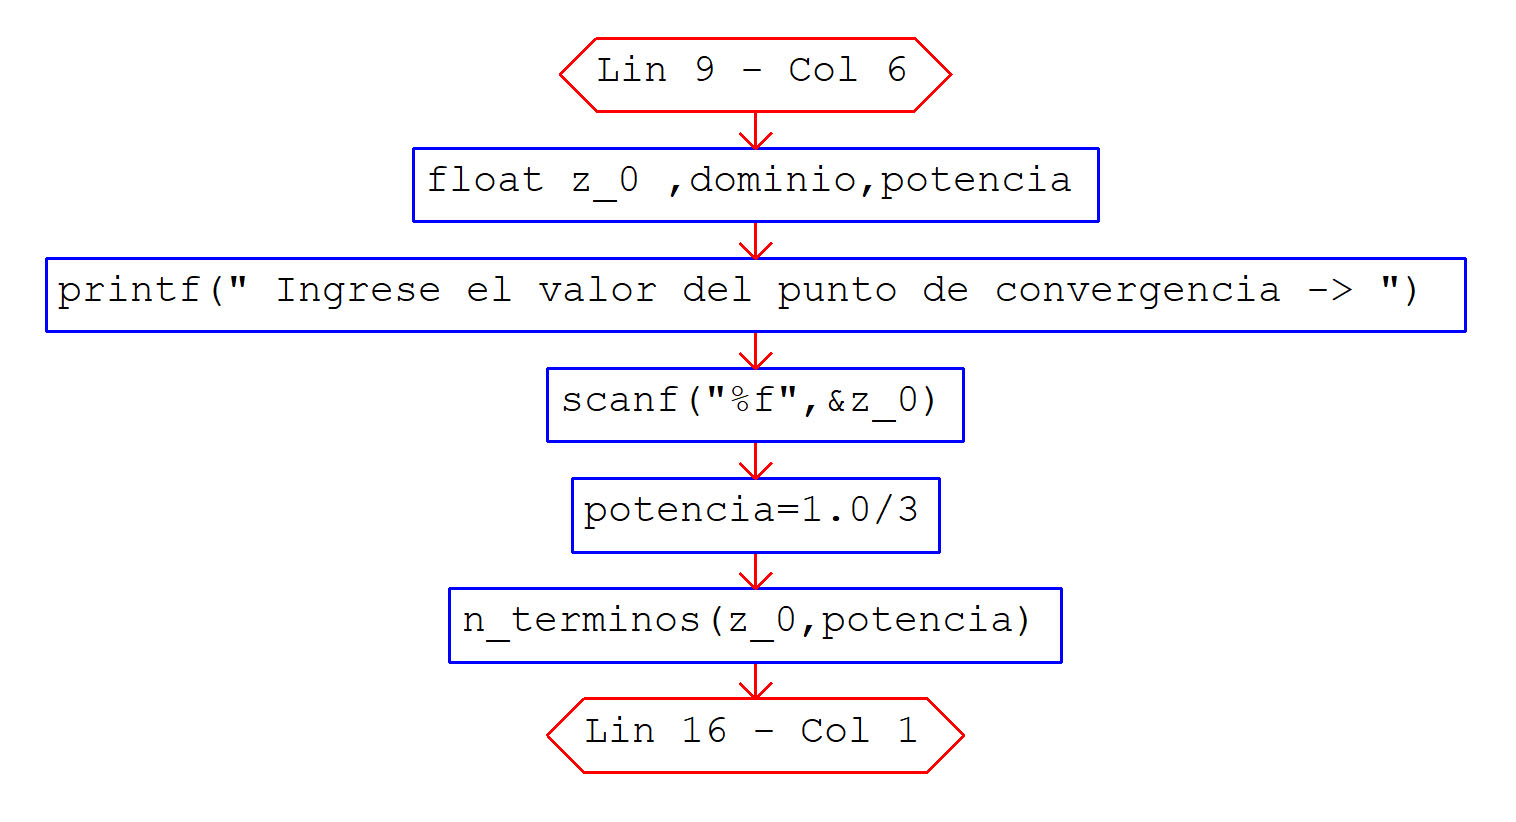 Lin 9 - Col 6
float z_0 ,dominio,potencia
printf(" Ingrese el valor del punto de convergencia -> ")
scanf("%f",&z_0)
potencia=1.0/3
n_terminos(z_0,potencia)
Lin 16 - Col 1